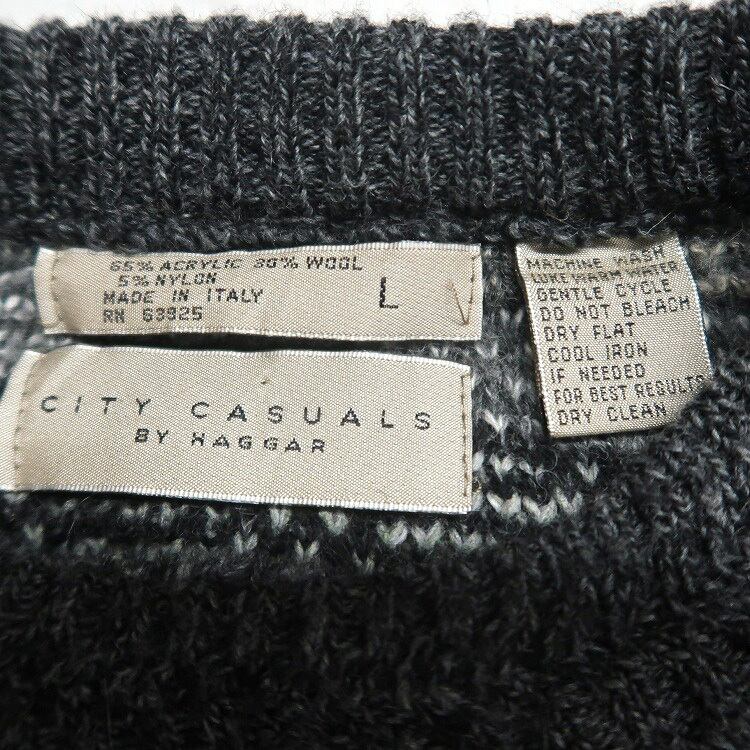 65% ACRYLIC 30% WOOL
5% NYLON
MADE IN ITALY
RN 63925
L
CITY CASUALS
BY HAGGAR
MACHINE WASH
LUKE WARM WATER
GENTLE CYCLE
DO NOT BLEACH
DRY FLAT
COOL IRON
IF NEEDED
FOR BEST RESULTS
DRY CLEAN